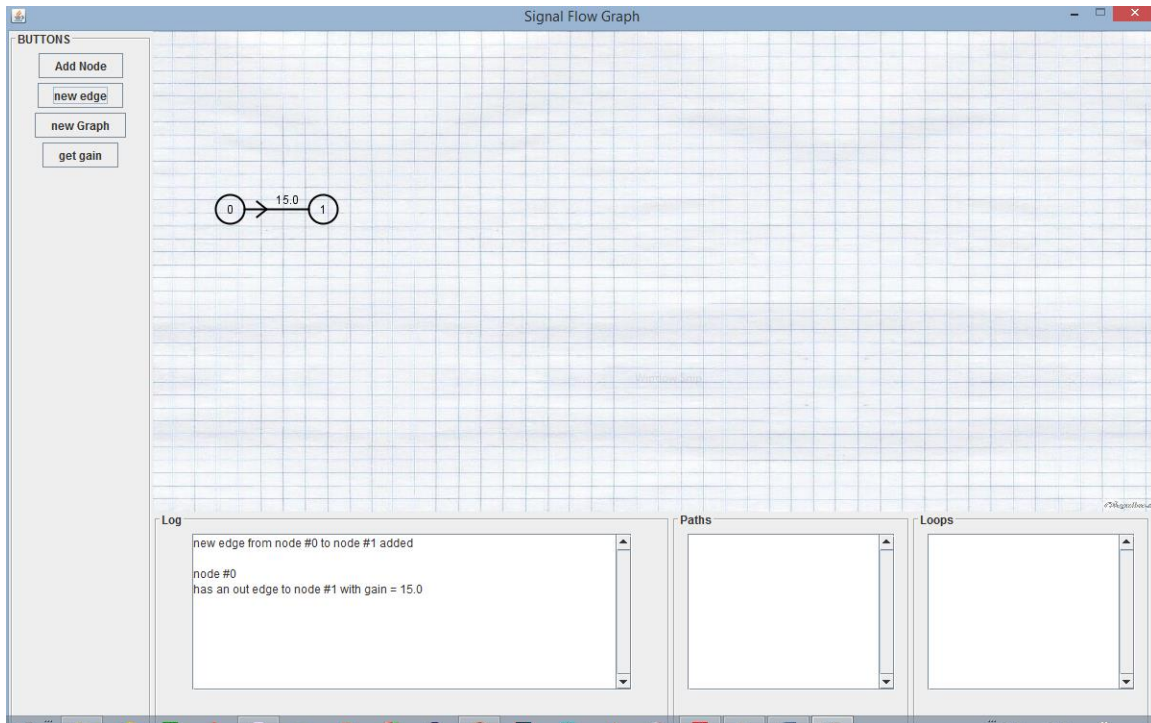 Signal Flow Graph
BUTTONS
Add Node
new edge
new Graph
get gain
15.0
0
1
Log
new edge from node #0 to node #1 added
node #0
has an out edge to node #1 with gain = 15.0
Paths
Loops